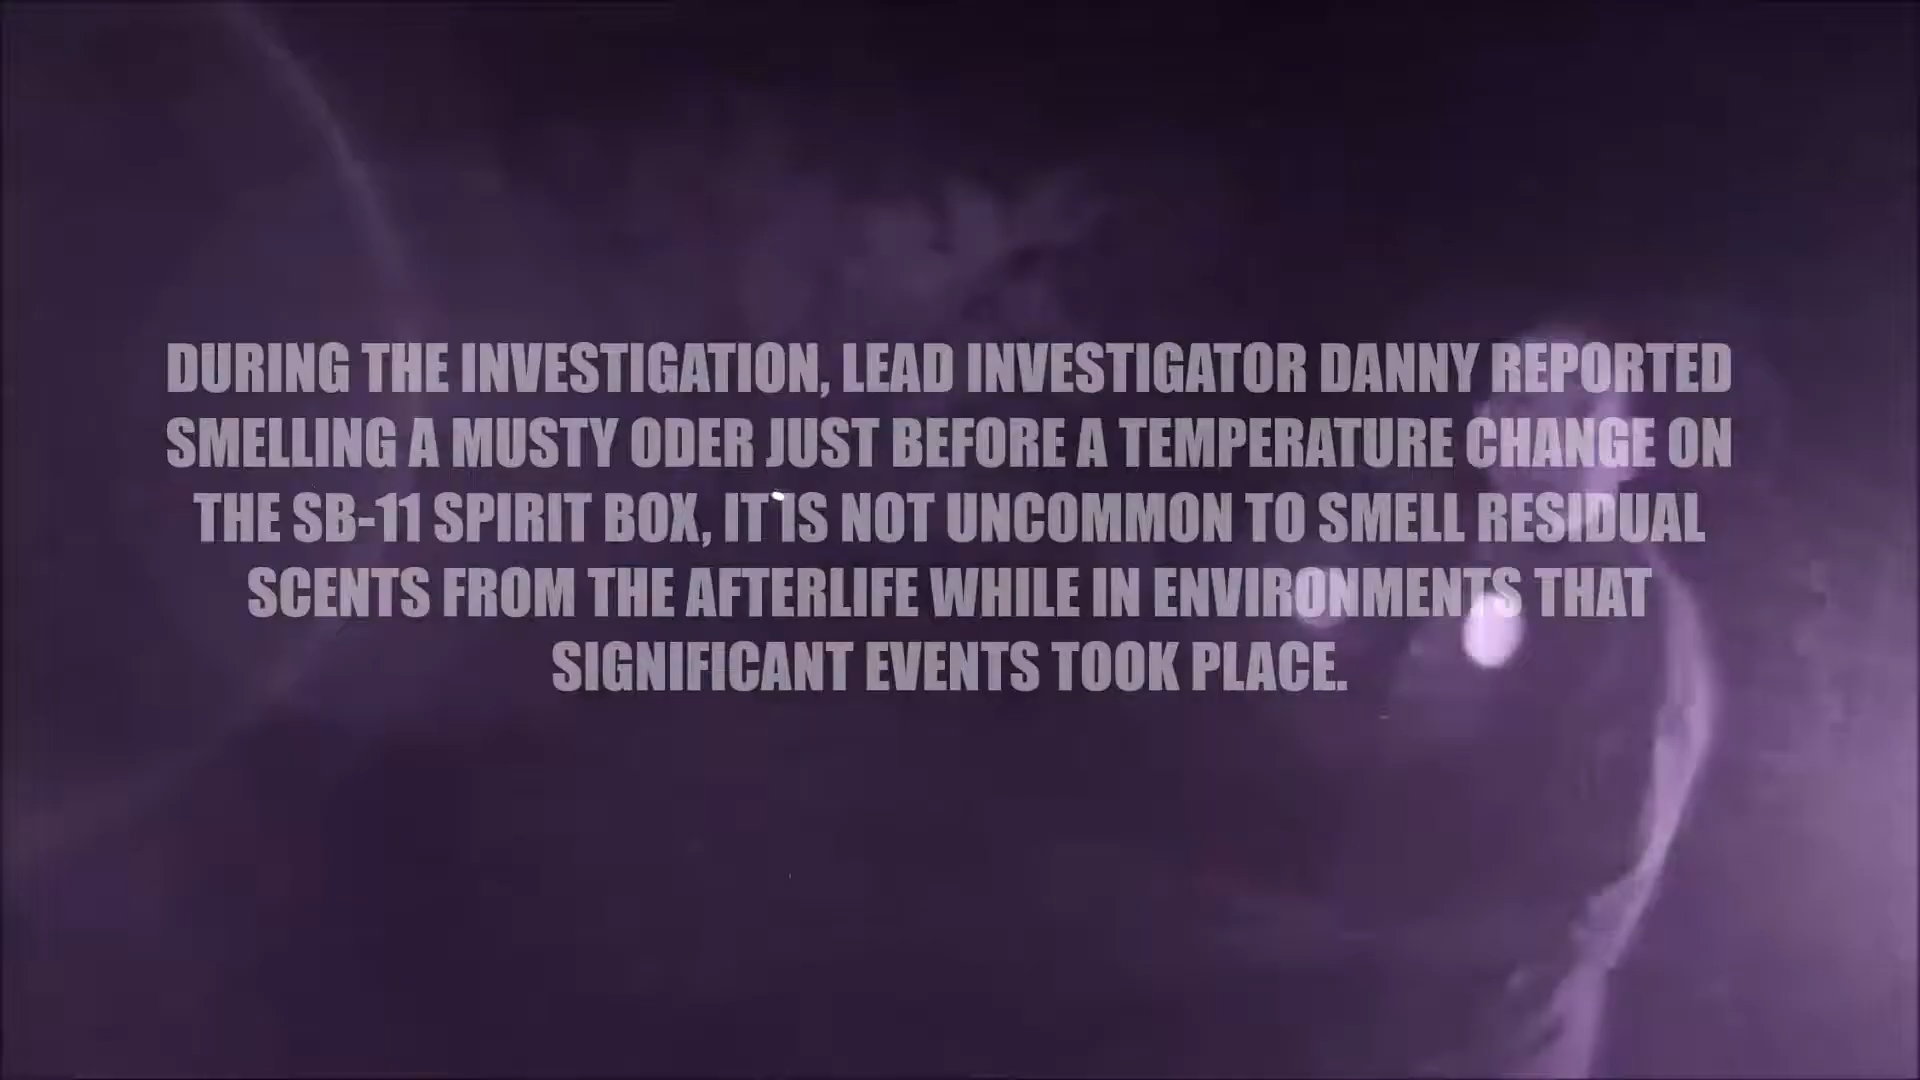 DURING THE INVESTIGATION, LEAD INVESTIGATOR DANNY REPORTED
SMELLING A MUSTY ODER JUST BEFORE A TEMPERATURE CHANGE ON
THE SB-11 SPIRIT BOX, IT IS NOT UNCOMMON TO SMELL RESIDUAL
SCENTS FROM THE AFTERLIFE WHILE IN ENVIRONMENTS THAT
SIGNIFICANT EVENTS TOOK PLACE.